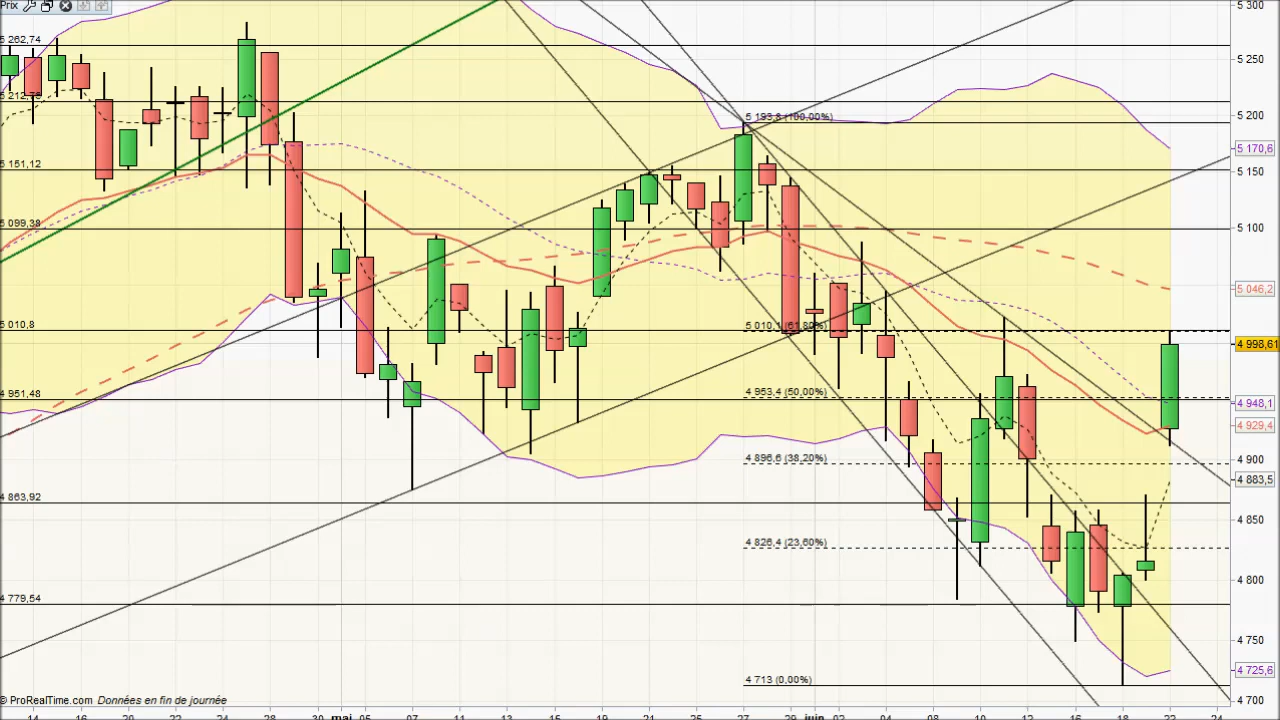 Prix
5 262,74
5 151,12
5 099,38
5 010,8
4 951,48
4 863,92
4 779,54
5 193,8 (100,00%)
5 010,1 (61,80%)
4 953,4 (50,00%)
4 896,6 (38,20%)
4 826,4 (23,60%)
4 713 (0,00%)
5 300
5 250
5 200
5 170,6
5 150
5 100
5 046,2
4 998,61
4 948,1
4 929,4
4 900
4 883,5
4 850
4 800
4 750
4 725,6
4 700
© ProRealTime.com Données en fin de journée
14 16 20 22 24 28 30 mai 05 07 11 13 15 19 21 25 27 29 juin 02 04 08 10 12 16 18 22 24